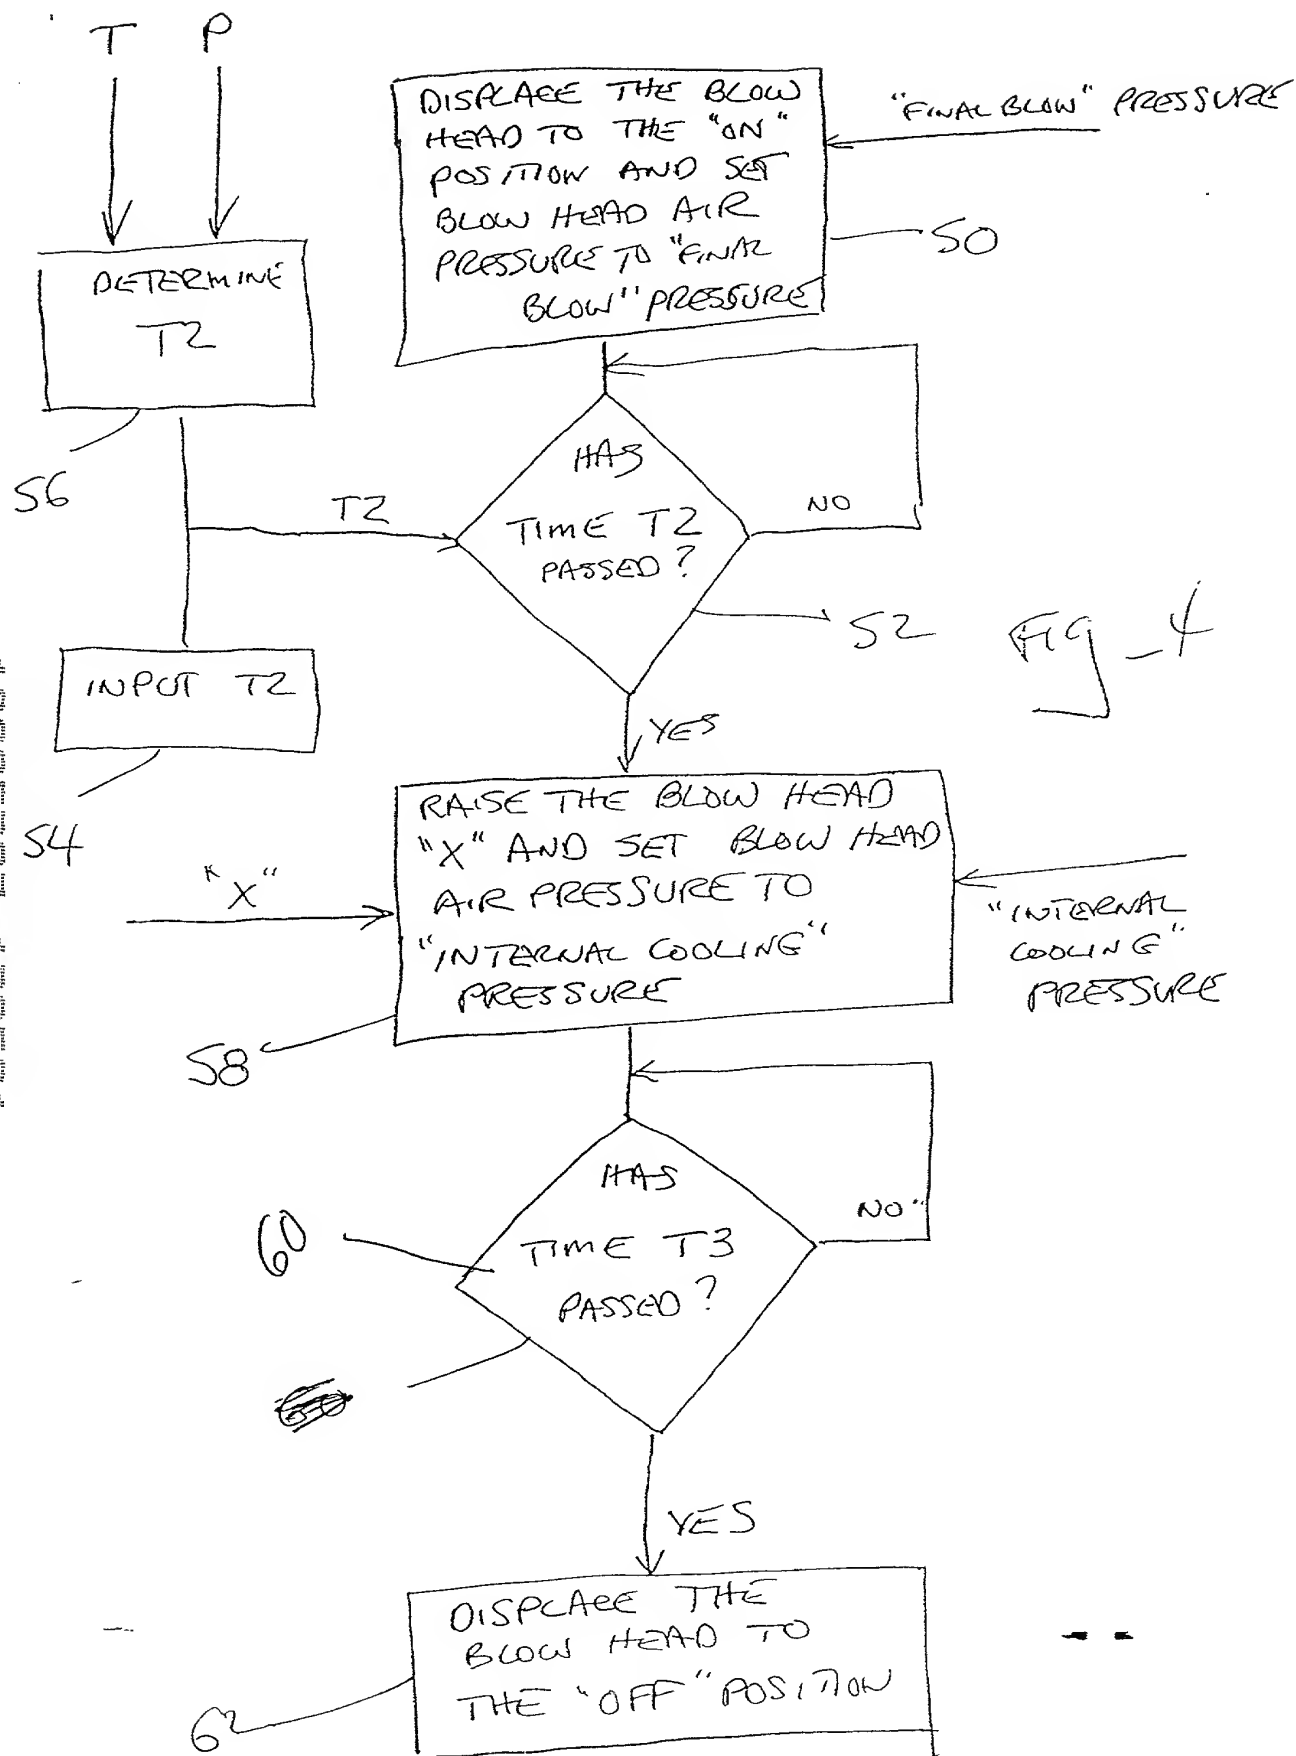 T P
DISPLACE THE BLOW
HEAD TO THE "ON"
POSITION AND SET
BLOW HEAD AIR
PRESSURE TO "FINAL
BLOW" PRESSURE
"FINAL BLOW" PRESSURE
50
DETERMINE
T2
56
T2
HAS
TIME T2
PASSED?
NO
52
FIG_4
INPUT T2
54
YES
RAISE THE BLOW HEAD
"X" AND SET BLOW HEAD
AIR PRESSURE TO
"INTERNAL COOLING"
PRESSURE
"X"
"INTERNAL
COOLING"
PRESSURE
58
HAS
TIME T3
PASSED?
NO"
60
YES
DISPLACE THE
BLOW HEAD TO
THE "OFF" POSITION
62